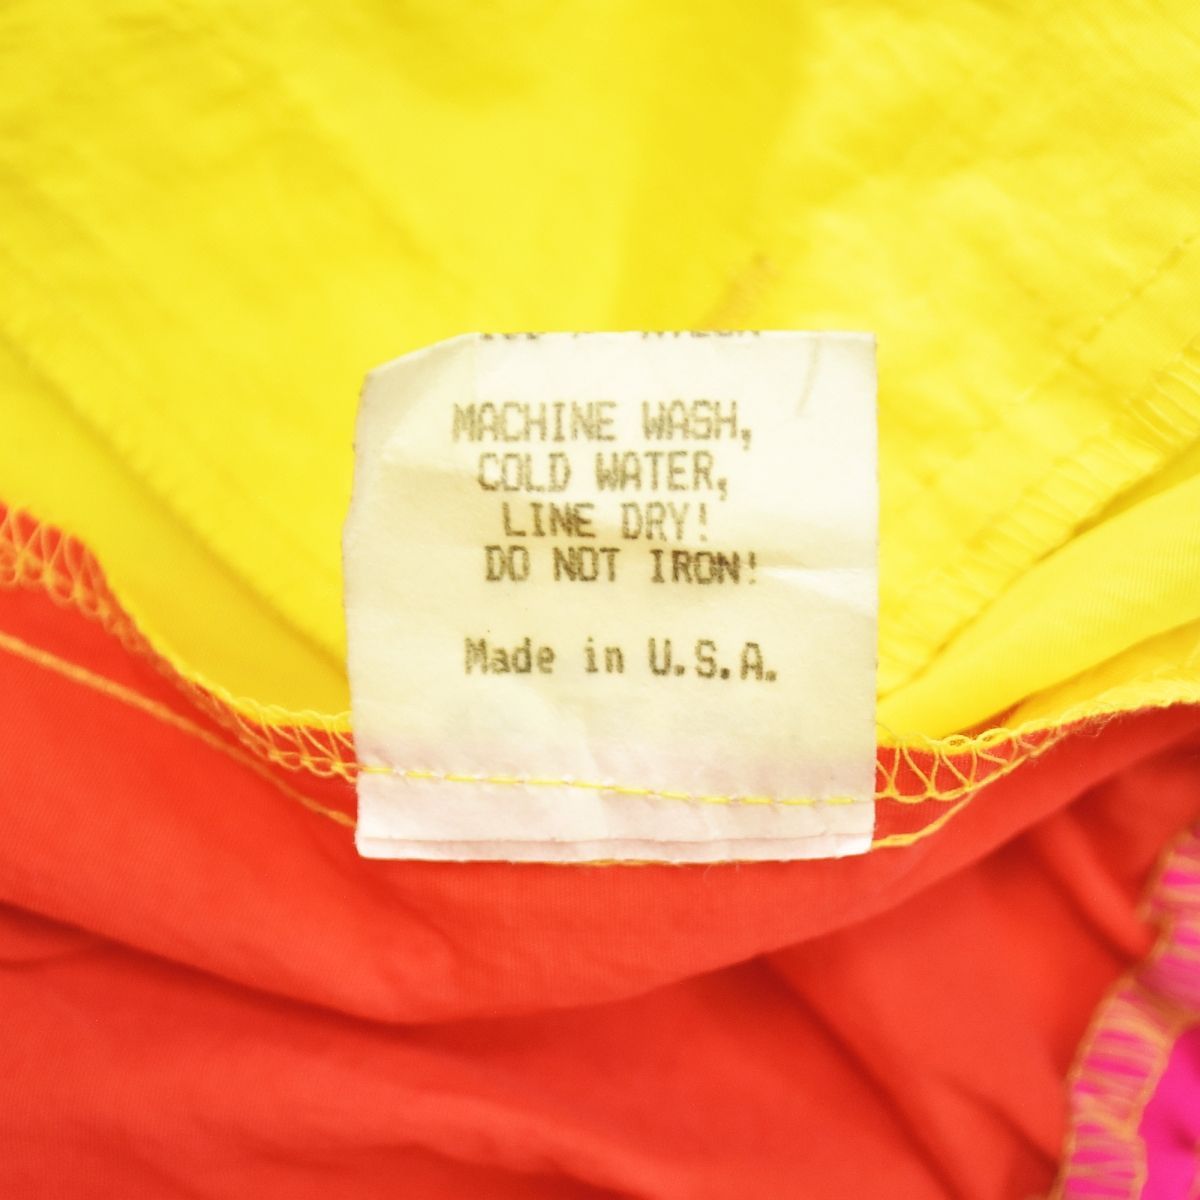 MACHINE WASH,
COLD WATER,
LINE DRY!
DO NOT IRON!
Made in U.S.A.